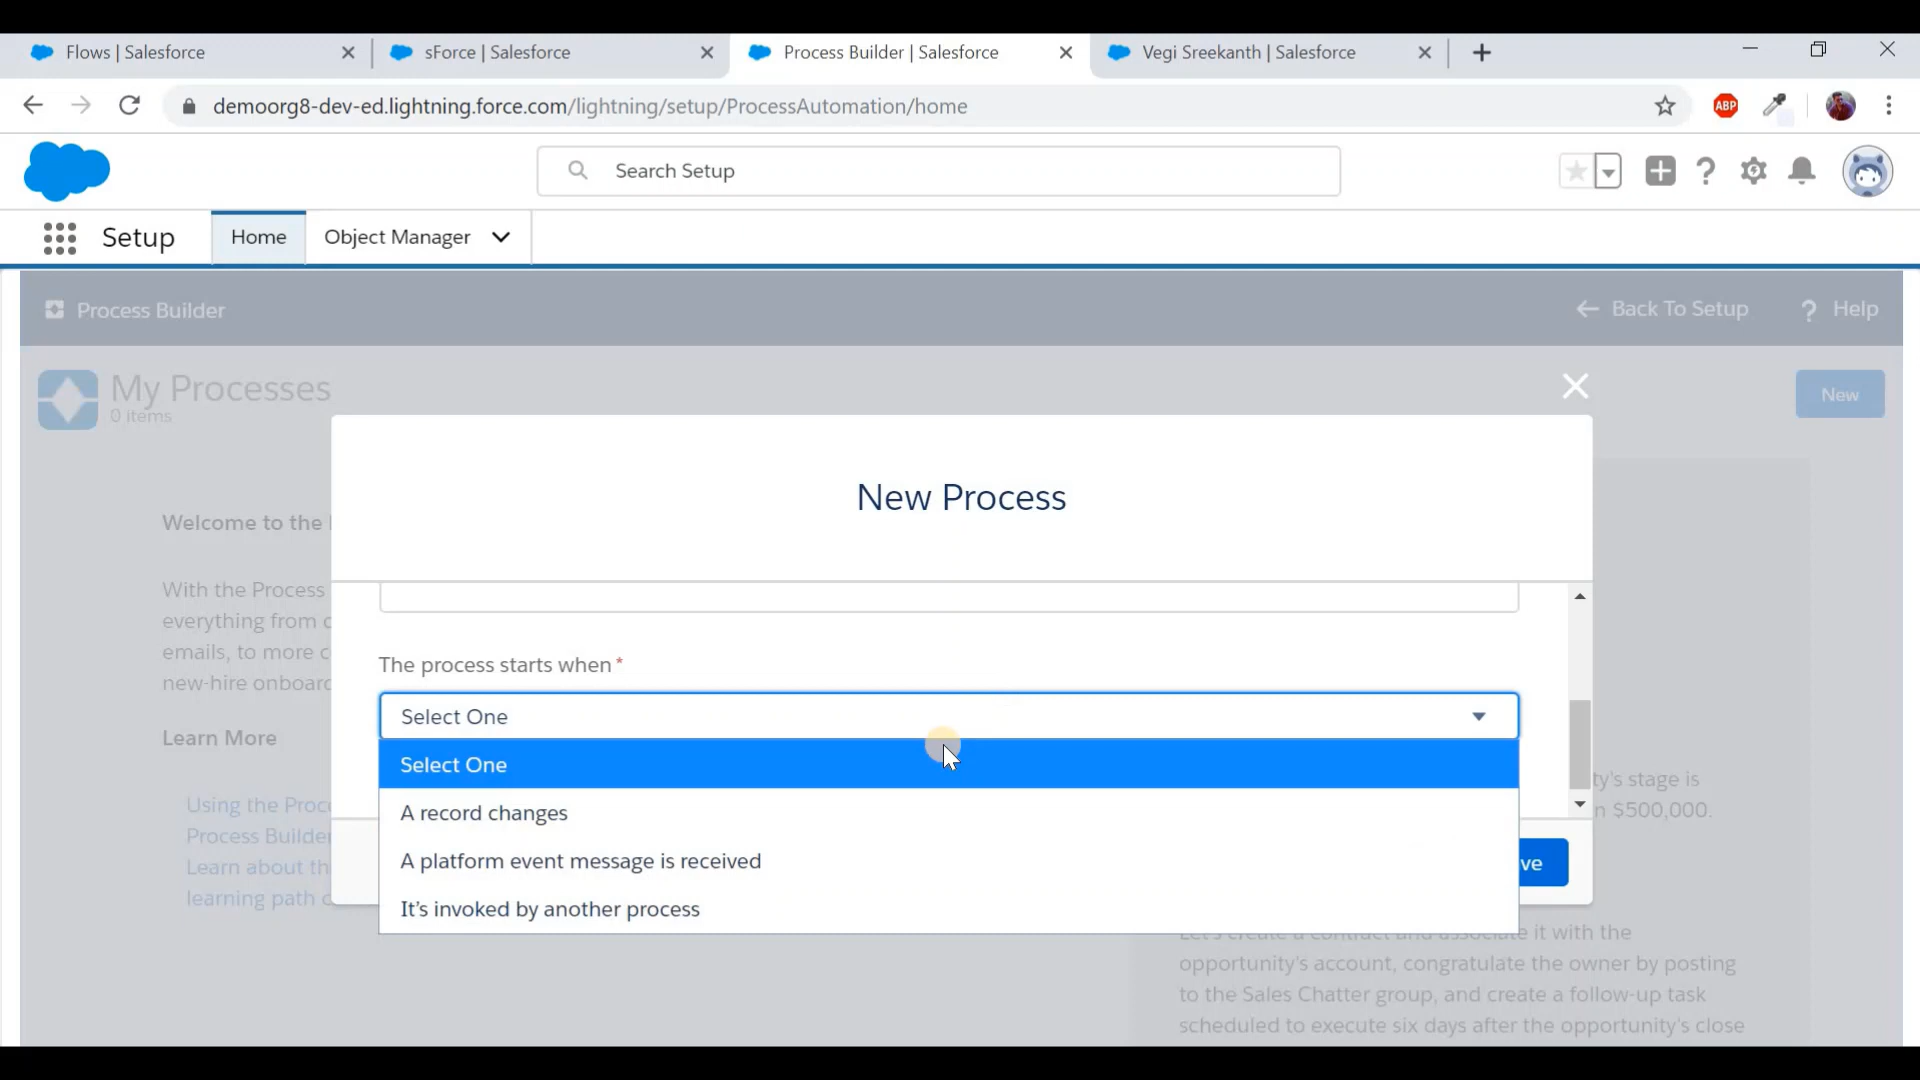 Flows | Salesforce
sForce | Salesforce
Process Builder | Salesforce
Vegi Sreekanth | Salesforce
demoorg8-dev-ed.lightning.force.com/lightning/setup/ProcessAutomation/home
ABP
Search Setup
Setup
Home
Object Manager
Process Builder
Back To Setup
? Help
My Processes
0 items
New
New Process
Welcome to the
With the Process
everything from
emails, to more
new-hire
Learn More
Using the
Process Builder
Learn about
learning path
The process starts when *
Select One
Select One
A record changes
A platform event message is received
It's invoked by another process
stage is
$500,000.
it with the
opportunity's account, congratulate the owner by posting
to the Sales Chatter group, and create a follow-up task
scheduled to execute six days after the opportunity's close